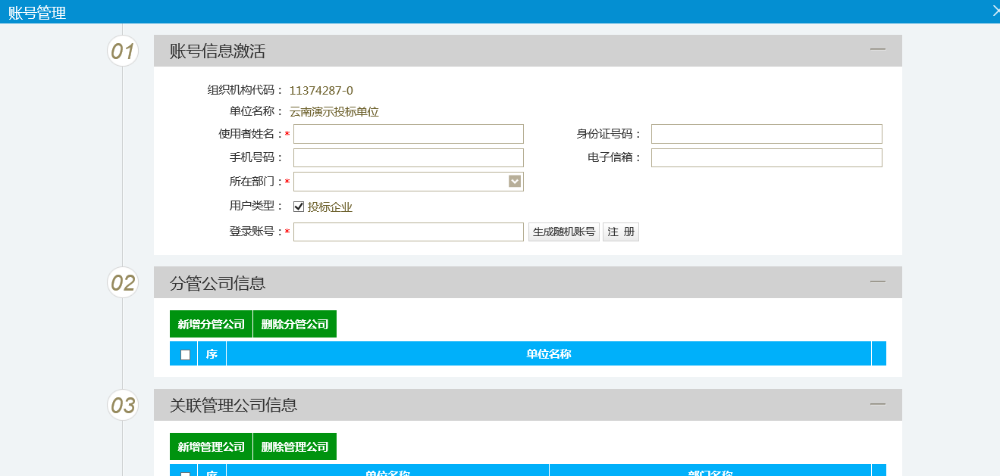 账号管理
01 账号信息激活
组织机构代码： 11374287-0
单位名称： 云南演示投标单位
使用者姓名：* 身份证号码：
手机号码： 电子信箱：
所在部门：*
用户类型： 投标企业
登录账号：* 生成随机账号 注 册
02 分管公司信息
新增分管公司 删除分管公司
序 单位名称
03 关联管理公司信息
新增管理公司 删除管理公司
序 单位名称 部门名称